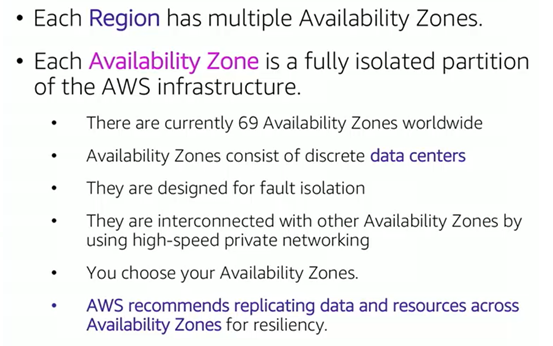 • Each Region has multiple Availability Zones.
• Each Availability Zone is a fully isolated partition
of the AWS infrastructure.
• There are currently 69 Availability Zones worldwide
• Availability Zones consist of discrete data centers
• They are designed for fault isolation
• They are interconnected with other Availability Zones by
using high-speed private networking
• You choose your Availability Zones.
• AWS recommends replicating data and resources across
Availability Zones for resiliency.